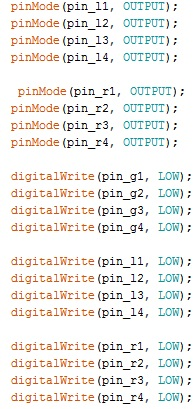 pinMode(pin_l1, OUTPUT);
pinMode(pin_l2, OUTPUT);
pinMode(pin_l3, OUTPUT);
pinMode(pin_l4, OUTPUT);
pinMode(pin_r1, OUTPUT);
pinMode(pin_r2, OUTPUT);
pinMode(pin_r3, OUTPUT);
pinMode(pin_r4, OUTPUT);
digitalWrite(pin_g1, LOW);
digitalWrite(pin_g2, LOW);
digitalWrite(pin_g3, LOW);
digitalWrite(pin_g4, LOW);
digitalWrite(pin_l1, LOW);
digitalWrite(pin_l2, LOW);
digitalWrite(pin_l3, LOW);
digitalWrite(pin_l4, LOW);
digitalWrite(pin_r1, LOW);
digitalWrite(pin_r2, LOW);
digitalWrite(pin_r3, LOW);
digitalWrite(pin_r4, LOW);